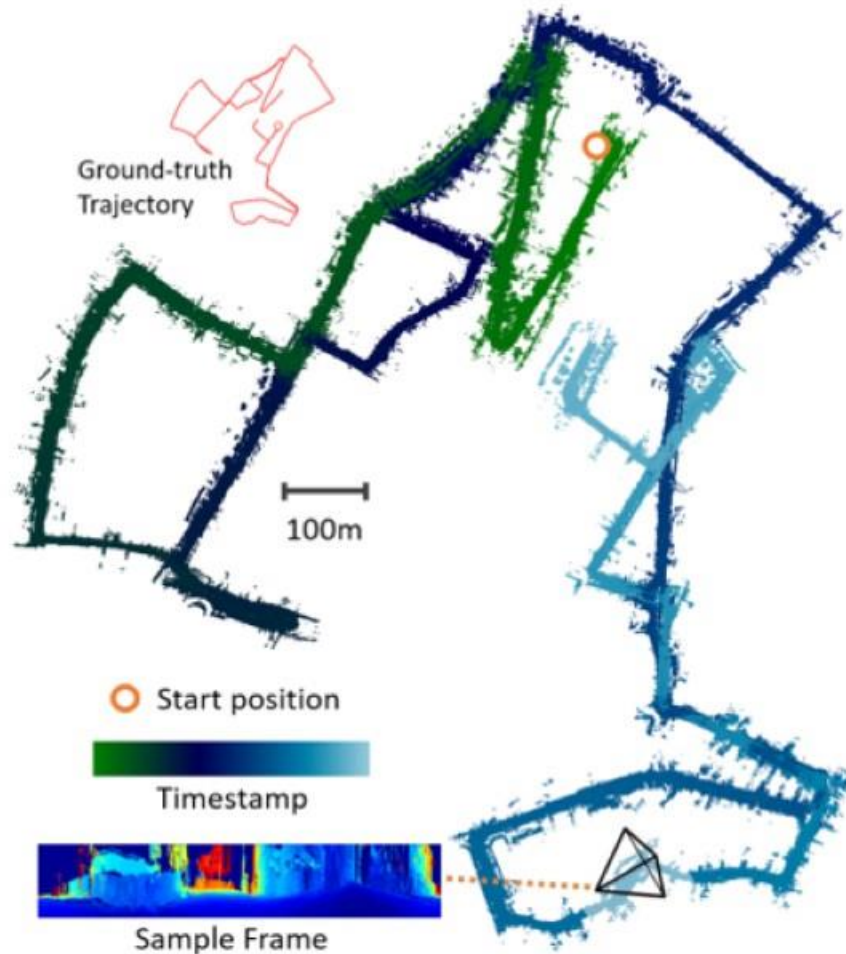 Ground-truth
Trajectory
100m
Start position
Timestamp
Sample Frame